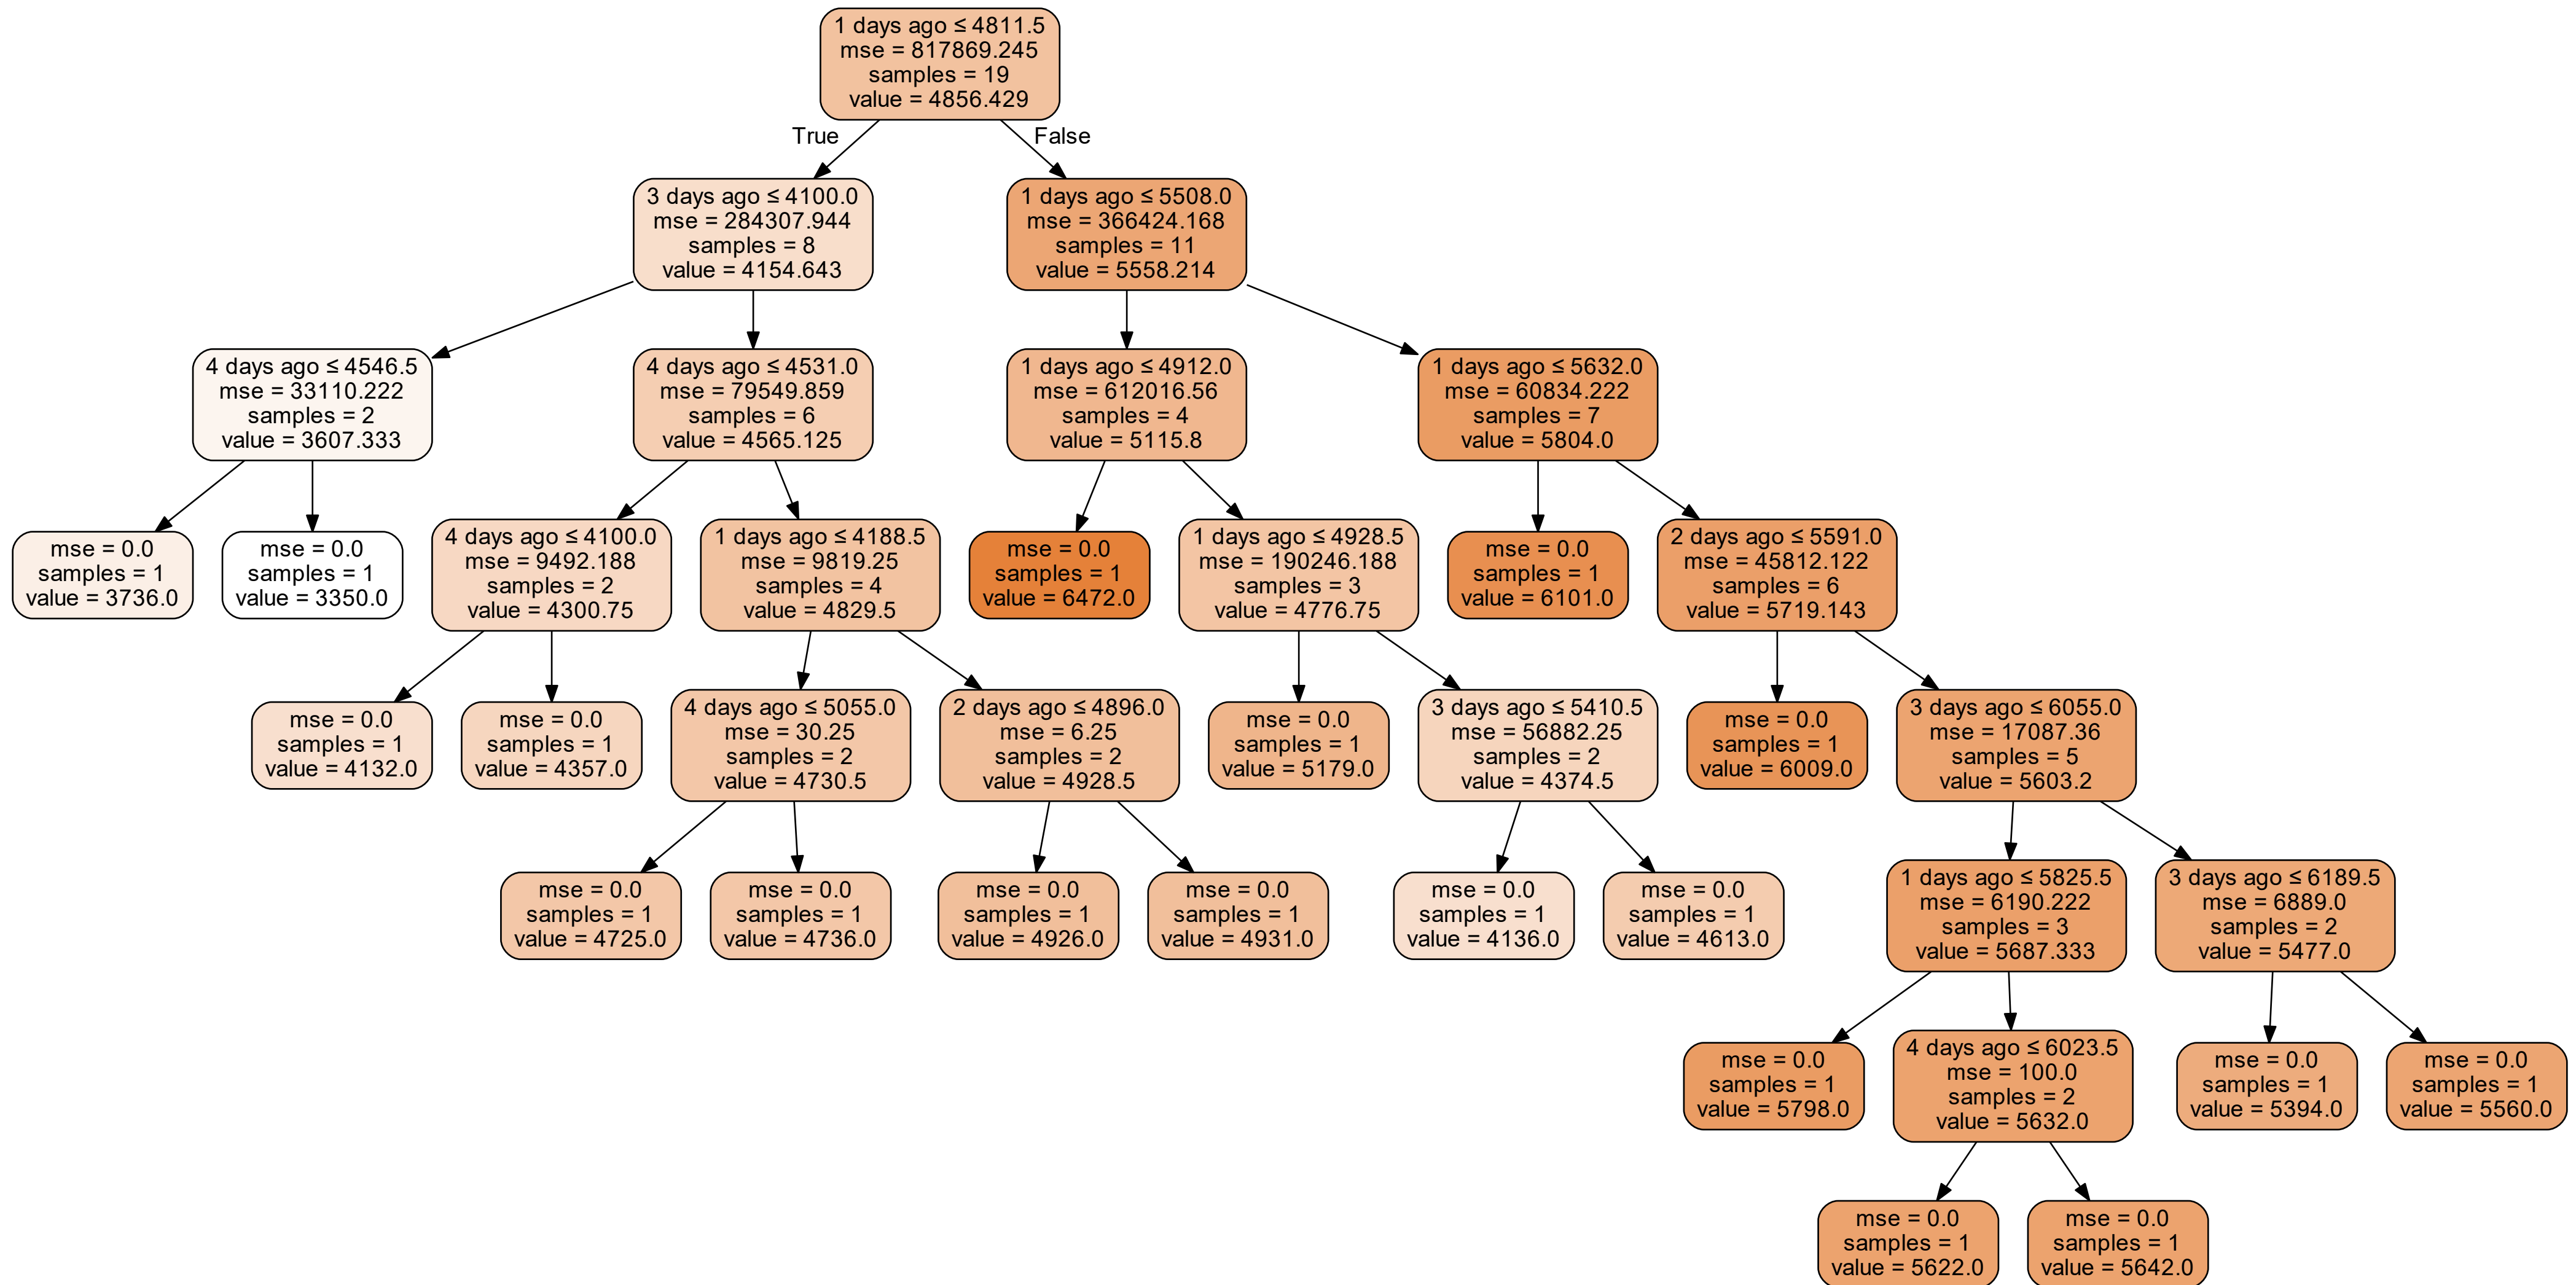 1 days ago ≤ 4811.5
mse = 817869.245
samples = 19
value = 4856.429
True
False
3 days ago ≤ 4100.0
mse = 284307.944
samples = 8
value = 4154.643
1 days ago ≤ 5508.0
mse = 366424.168
samples = 11
value = 5558.214
4 days ago ≤ 4546.5
mse = 33110.222
samples = 2
value = 3607.333
4 days ago ≤ 4531.0
mse = 79549.859
samples = 6
value = 4565.125
1 days ago ≤ 4912.0
mse = 612016.56
samples = 4
value = 5115.8
1 days ago ≤ 5632.0
mse = 60834.222
samples = 7
value = 5804.0
mse = 0.0
samples = 1
value = 3736.0
mse = 0.0
samples = 1
value = 3350.0
4 days ago ≤ 4100.0
mse = 9492.188
samples = 2
value = 4300.75
1 days ago ≤ 4188.5
mse = 9819.25
samples = 4
value = 4829.5
mse = 0.0
samples = 1
value = 6472.0
1 days ago ≤ 4928.5
mse = 190246.188
samples = 3
value = 4776.75
mse = 0.0
samples = 1
value = 6101.0
2 days ago ≤ 5591.0
mse = 45812.122
samples = 6
value = 5719.143
mse = 0.0
samples = 1
value = 4132.0
mse = 0.0
samples = 1
value = 4357.0
4 days ago ≤ 5055.0
mse = 30.25
samples = 2
value = 4730.5
2 days ago ≤ 4896.0
mse = 6.25
samples = 2
value = 4928.5
mse = 0.0
samples = 1
value = 5179.0
3 days ago ≤ 5410.5
mse = 56882.25
samples = 2
value = 4374.5
mse = 0.0
samples = 1
value = 6009.0
3 days ago ≤ 6055.0
mse = 17087.36
samples = 5
value = 5603.2
mse = 0.0
samples = 1
value = 4725.0
mse = 0.0
samples = 1
value = 4736.0
mse = 0.0
samples = 1
value = 4926.0
mse = 0.0
samples = 1
value = 4931.0
mse = 0.0
samples = 1
value = 4136.0
mse = 0.0
samples = 1
value = 4613.0
1 days ago ≤ 5825.5
mse = 6190.222
samples = 3
value = 5687.333
3 days ago ≤ 6189.5
mse = 6889.0
samples = 2
value = 5477.0
mse = 0.0
samples = 1
value = 5798.0
4 days ago ≤ 6023.5
mse = 100.0
samples = 2
value = 5632.0
mse = 0.0
samples = 1
value = 5394.0
mse = 0.0
samples = 1
value = 5560.0
mse = 0.0
samples = 1
value = 5622.0
mse = 0.0
samples = 1
value = 5642.0